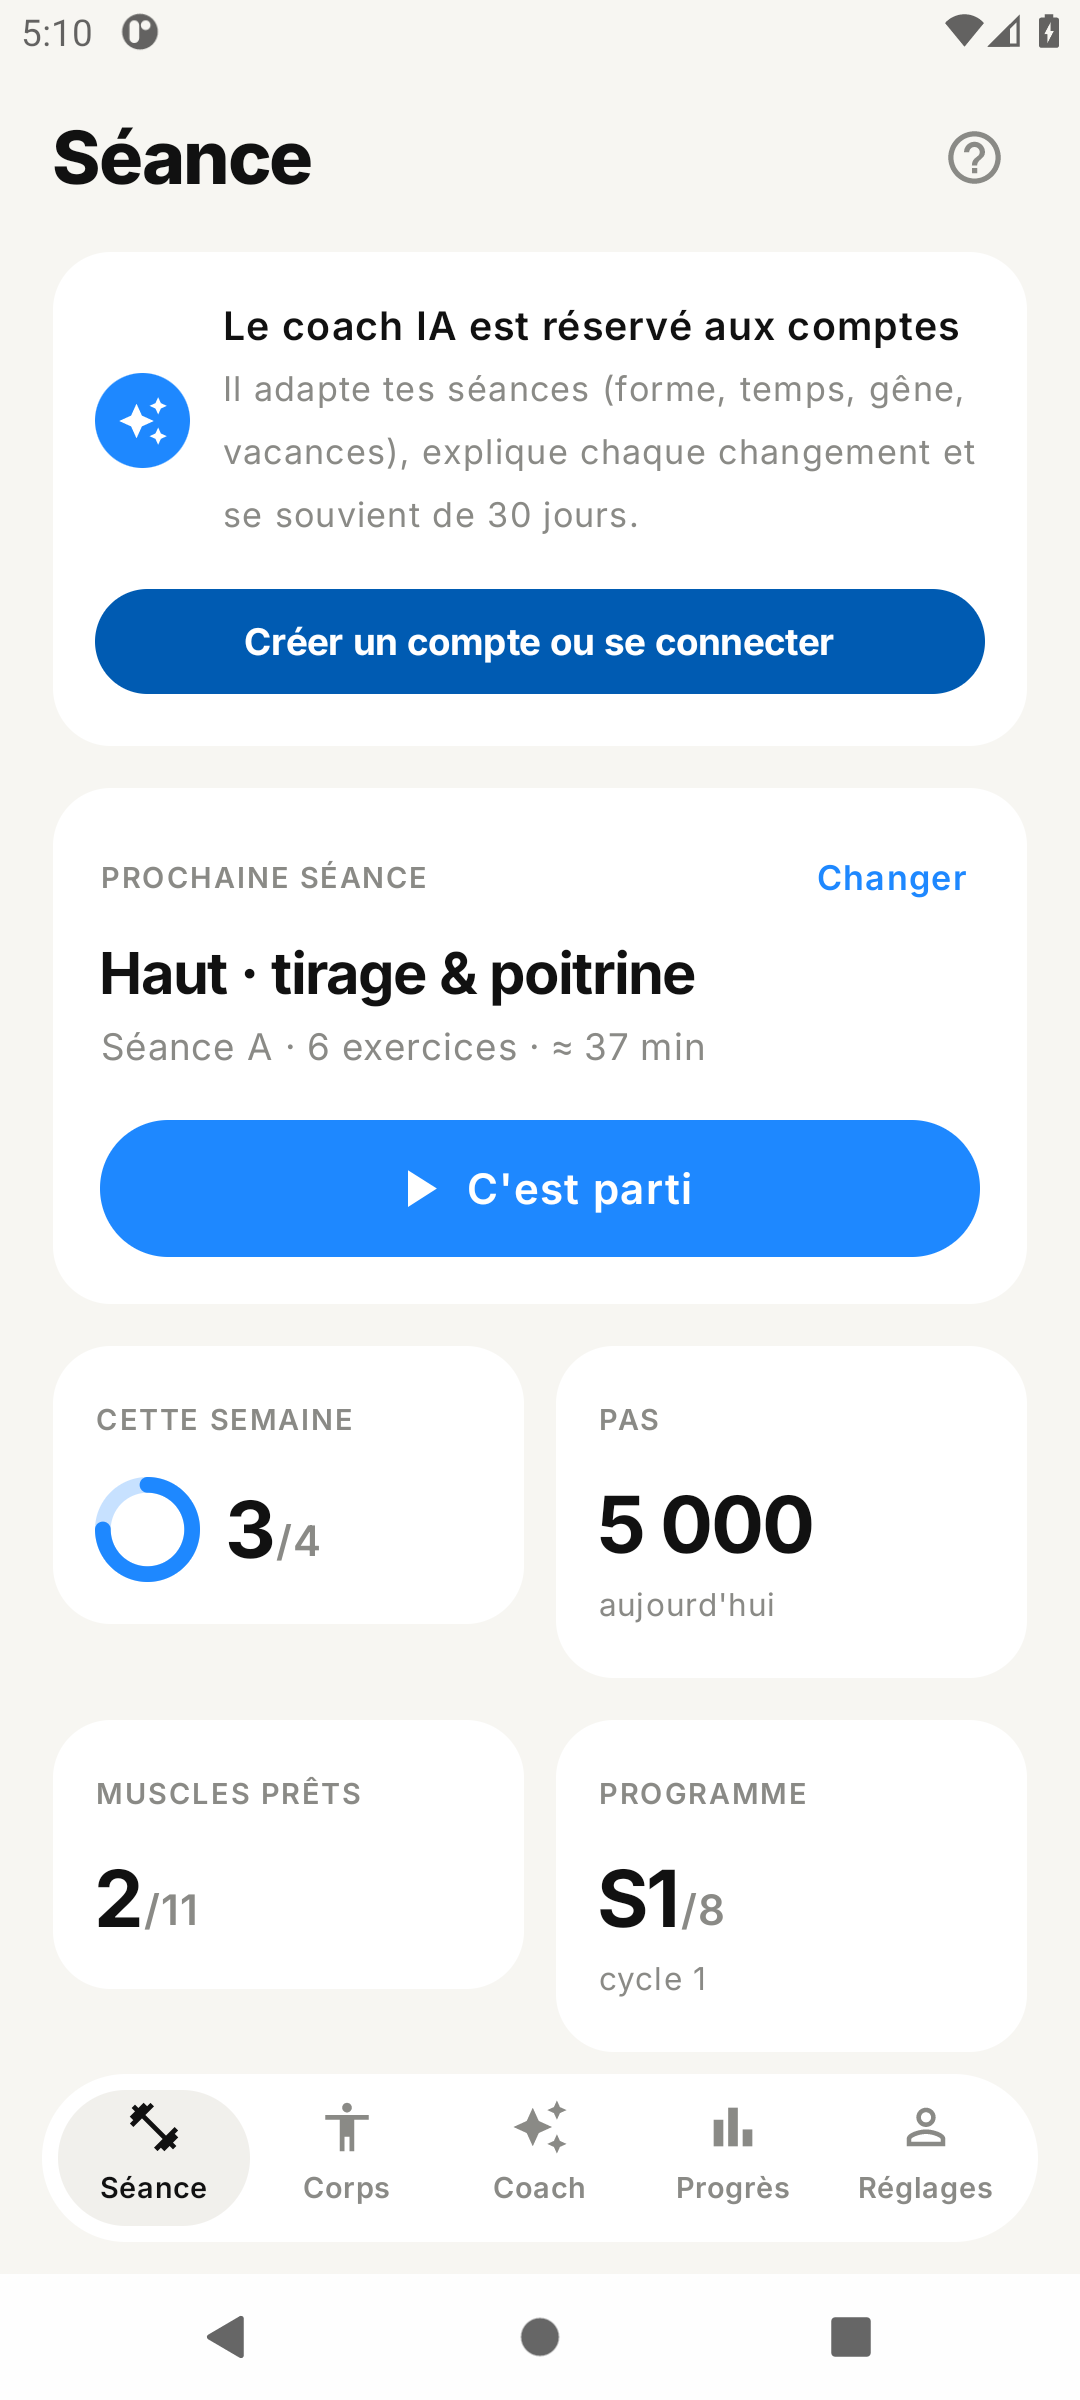 5:10
Séance
Le coach IA est réservé aux comptes
Il adapte tes séances (forme, temps, gêne,
vacances), explique chaque changement et
se souvient de 30 jours.
Créer un compte ou se connecter
PROCHAINE SÉANCE
Changer
Haut · tirage & poitrine
Séance A · 6 exercices · ≈ 37 min
C'est parti
CETTE SEMAINE
3/4
PAS
5 000
aujourd'hui
MUSCLES PRÊTS
2/11
PROGRAMME
S1/8
cycle 1
Séance
Corps
Coach
Progrès
Réglages